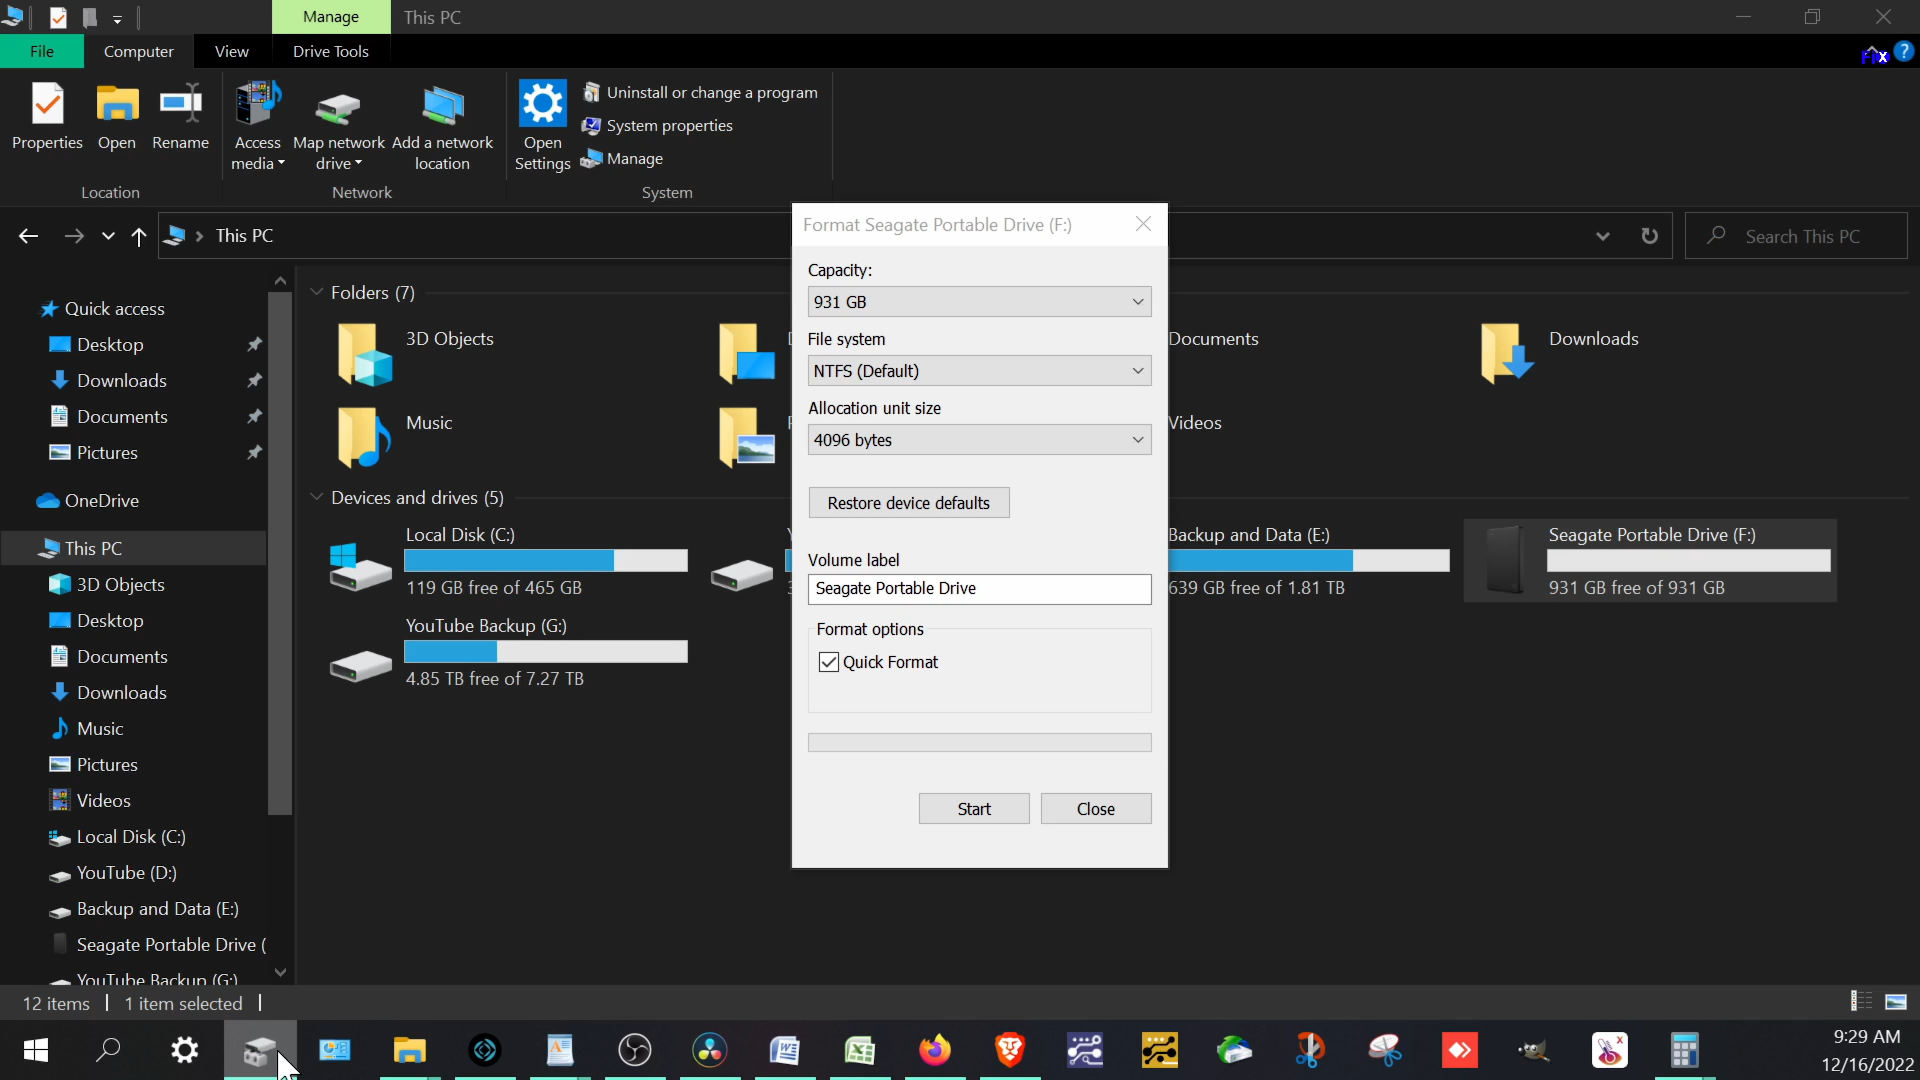 Manage
This PC
File
Computer
View
Drive Tools
Properties
Open
Rename
Access
media
Map network
drive
Add a network
location
Open
Settings
Uninstall or change a program
System properties
Manage
Location
Network
System
This PC
Search This PC
Format Seagate Portable Drive (F:)
Capacity:
931 GB
File system
NTFS (Default)
Allocation unit size
4096 bytes
Restore device defaults
Volume label
Seagate Portable Drive
Format options
Quick Format
Start
Close
Quick access
Desktop
Downloads
Documents
Pictures
OneDrive
This PC
3D Objects
Desktop
Documents
Downloads
Music
Pictures
Videos
Local Disk (C:)
YouTube (D:)
Backup and Data (E:)
Seagate Portable Drive (
YouTube Backup (G:)
Folders (7)
3D Objects
Documents
Downloads
Music
Videos
Devices and drives (5)
Local Disk (C:)
119 GB free of 465 GB
Backup and Data (E:)
639 GB free of 1.81 TB
Seagate Portable Drive (F:)
931 GB free of 931 GB
YouTube Backup (G:)
4.85 TB free of 7.27 TB
12 items
1 item selected
9:29 AM
12/16/2022